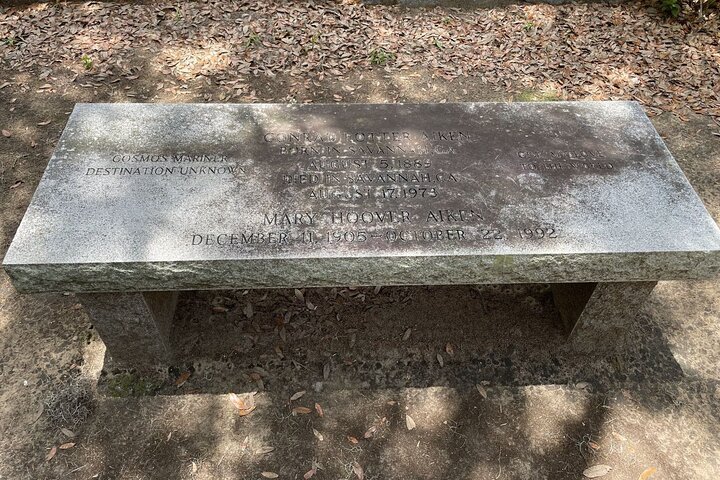 CONRAD POTTER AIKEN
BORN IN SAVANNAH, GA.
AUGUST 5, 1889
DIED IN SAVANNAH, GA.
AUGUST 17, 1973
COSMOS MARINER
DESTINATION UNKNOWN
MARY HOOVER AIKEN
DECEMBER 11, 1905 - OCTOBER 22, 1992